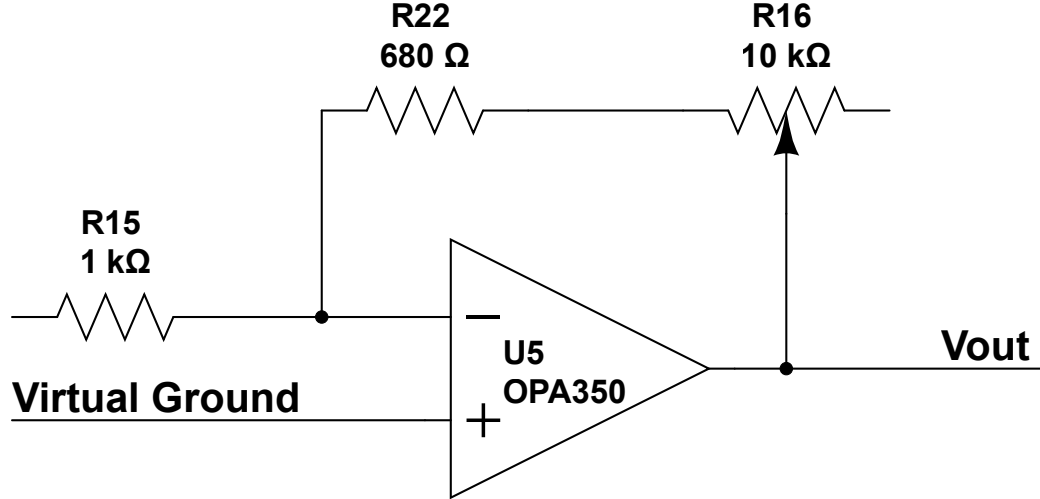 R22
680 Ω
R16
10 kΩ
R15
1 kΩ
U5
OPA350
Vout
Virtual Ground